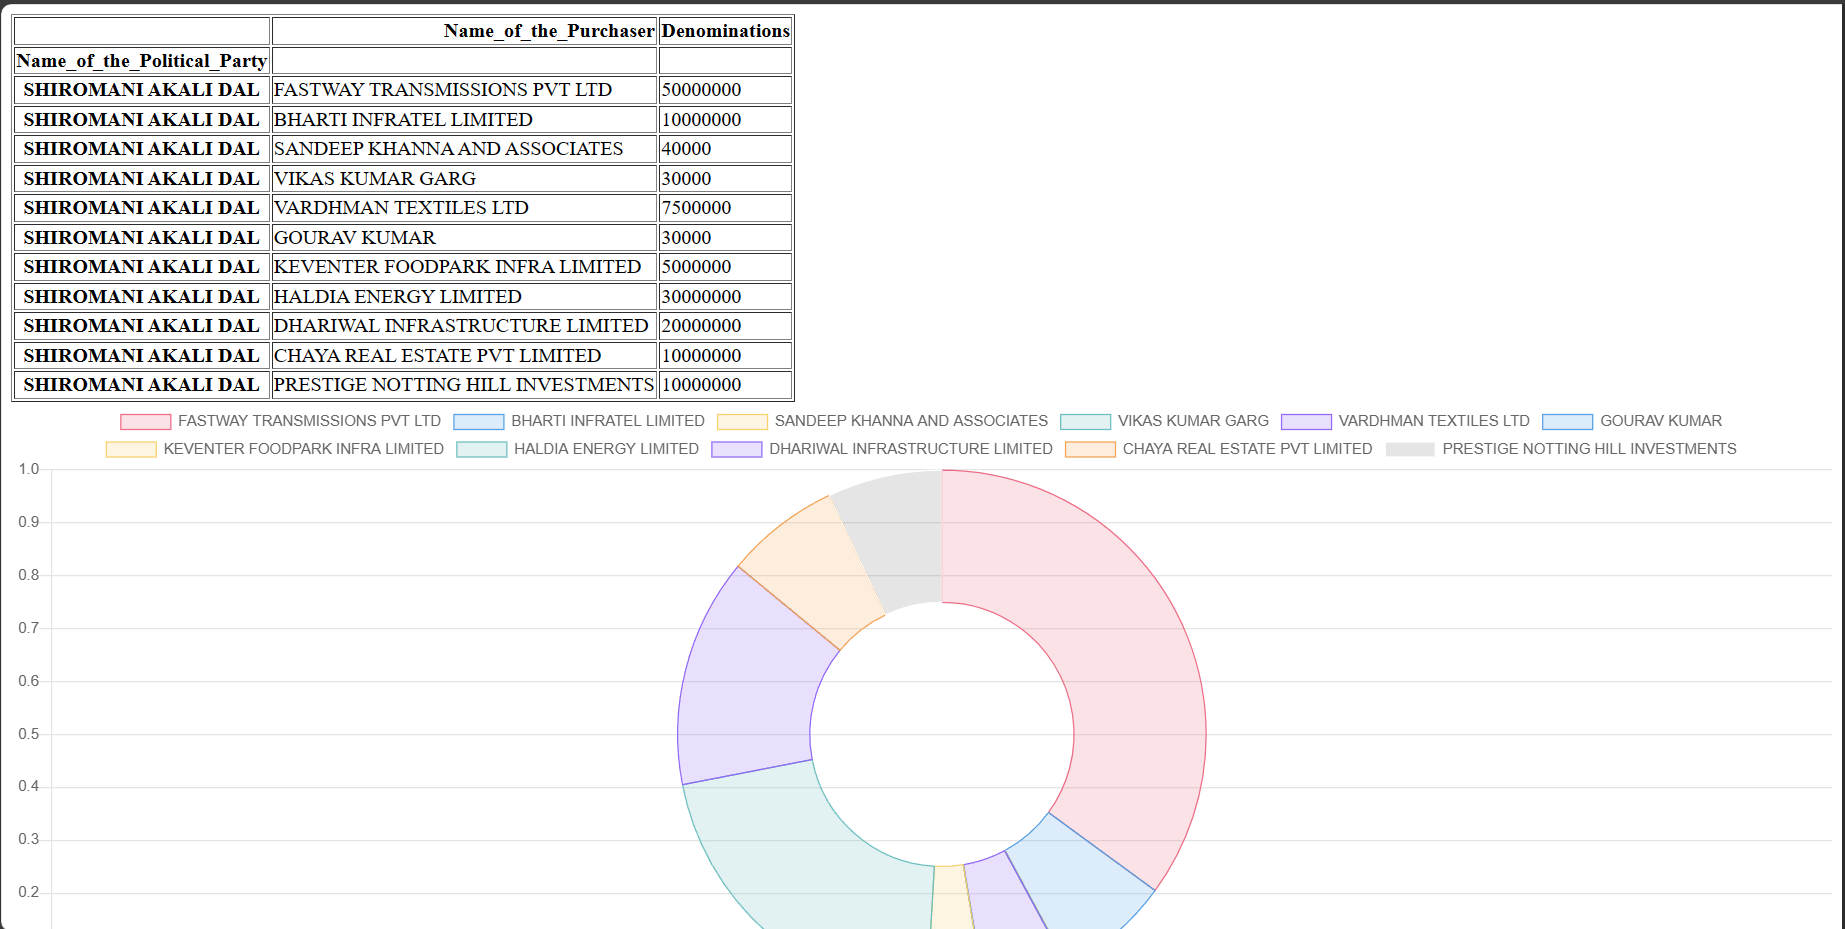 Name_of_the_Purchaser Denominations
Name_of_the_Political_Party
SHIROMANI AKALI DAL FASTWAY TRANSMISSIONS PVT LTD 50000000
SHIROMANI AKALI DAL BHARTI INFRATEL LIMITED 10000000
SHIROMANI AKALI DAL SANDEEP KHANNA AND ASSOCIATES 40000
SHIROMANI AKALI DAL VIKAS KUMAR GARG 30000
SHIROMANI AKALI DAL VARDHMAN TEXTILES LTD 7500000
SHIROMANI AKALI DAL GOURAV KUMAR 30000
SHIROMANI AKALI DAL KEVENTER FOODPARK INFRA LIMITED 5000000
SHIROMANI AKALI DAL HALDIA ENERGY LIMITED 30000000
SHIROMANI AKALI DAL DHARIWAL INFRASTRUCTURE LIMITED 20000000
SHIROMANI AKALI DAL CHAYA REAL ESTATE PVT LIMITED 10000000
SHIROMANI AKALI DAL PRESTIGE NOTTING HILL INVESTMENTS 10000000
FASTWAY TRANSMISSIONS PVT LTD BHARTI INFRATEL LIMITED SANDEEP KHANNA AND ASSOCIATES VIKAS KUMAR GARG VARDHMAN TEXTILES LTD GOURAV KUMAR
KEVENTER FOODPARK INFRA LIMITED HALDIA ENERGY LIMITED DHARIWAL INFRASTRUCTURE LIMITED CHAYA REAL ESTATE PVT LIMITED PRESTIGE NOTTING HILL INVESTMENTS
1.0
0.9
0.8
0.7
0.6
0.5
0.4
0.3
0.2